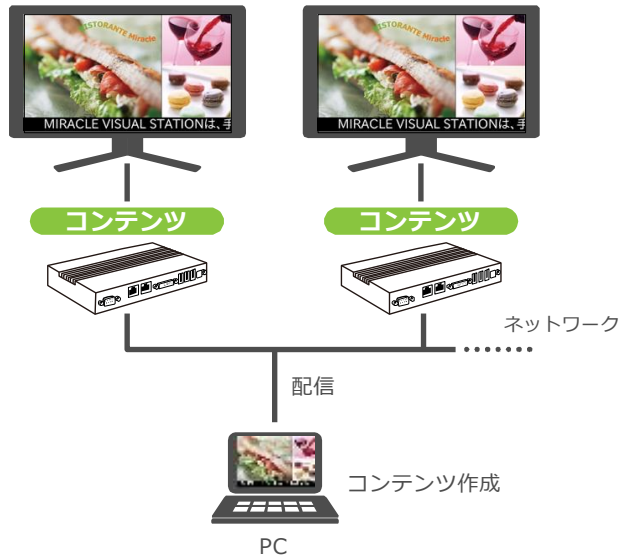 RISTORANTE Miracle
RISTORANTE Miracle
MIRACLE VISUAL STATIONは、手
MIRACLE VISUAL STATIONは、手
コンテンツ
コンテンツ
ネットワーク
配信
コンテンツ作成
PC